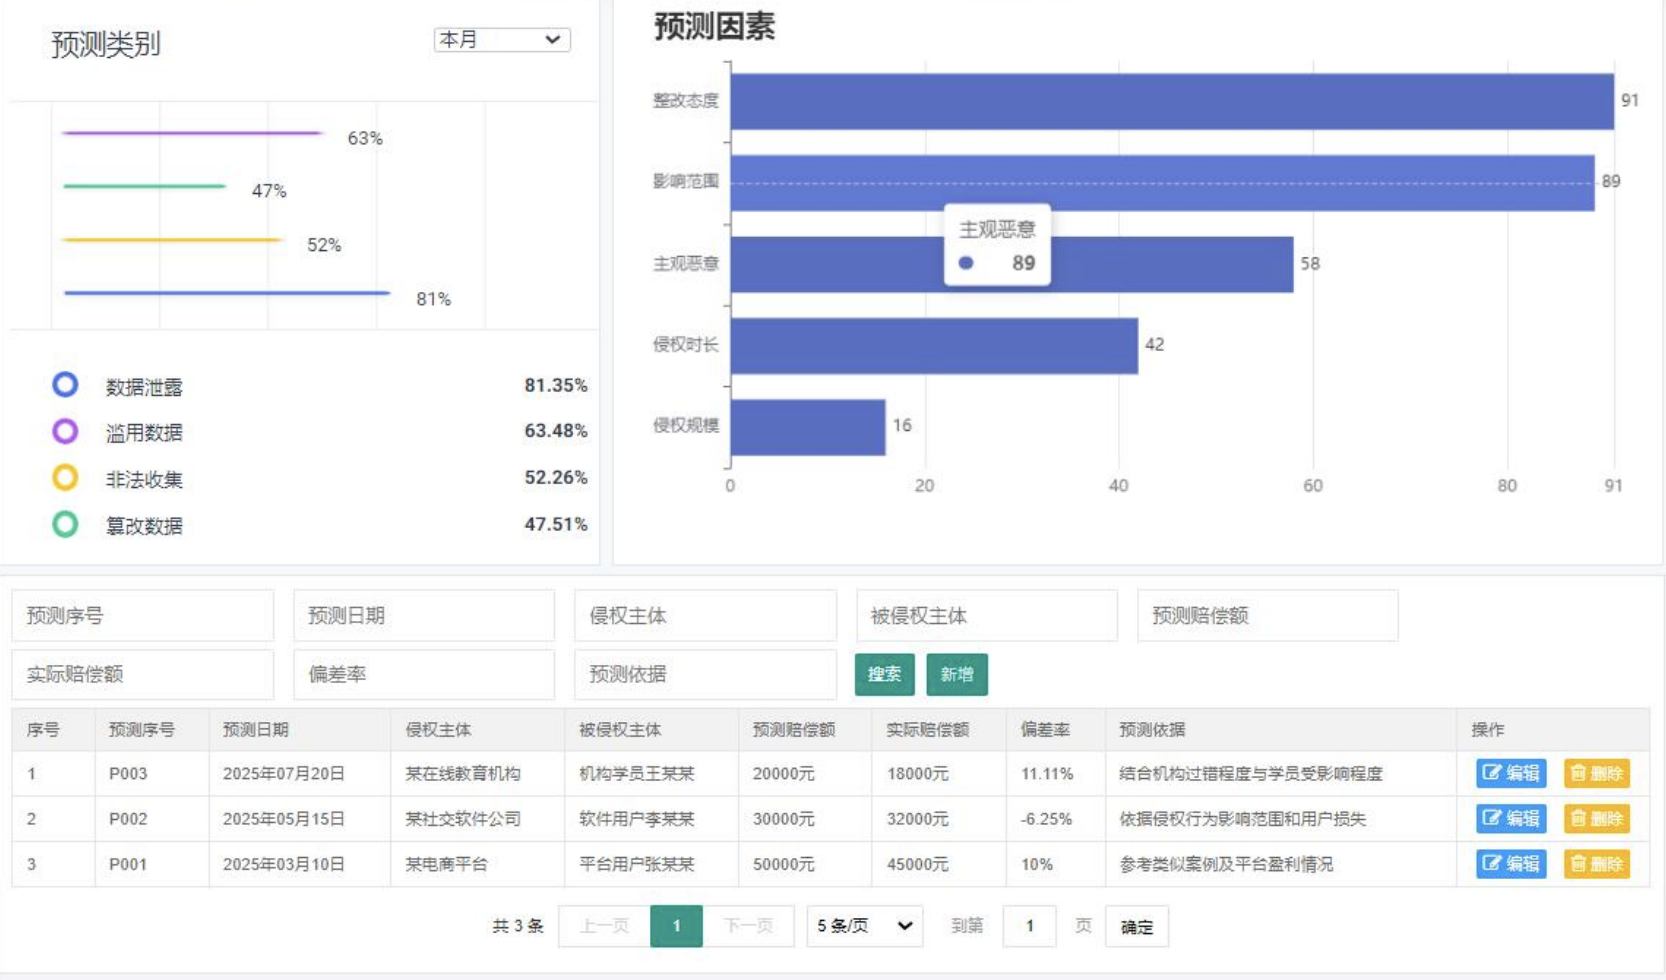 预测类别
本月
63%
47%
52%
81%
数据泄露 81.35%
滥用数据 63.48%
非法收集 52.26%
篡改数据 47.51%
预测因素
整改态度 91
影响范围 89
主观恶意
89
主观恶意 58
侵权时长 42
侵权规模 16
0 20 40 60 80 91
预测序号 预测日期 侵权主体 被侵权主体 预测赔偿额
实际赔偿额 偏差率 预测依据 搜索 新增
序号 预测序号 预测日期 侵权主体 被侵权主体 预测赔偿额 实际赔偿额 偏差率 预测依据 操作
1 P003 2025年07月20日 某在线教育机构 机构学员王某某 20000元 18000元 11.11% 结合机构过错程度与学员受影响程度 编辑 删除
2 P002 2025年05月15日 某社交软件公司 软件用户李某某 30000元 32000元 -6.25% 依据侵权行为影响范围和用户损失 编辑 删除
3 P001 2025年03月10日 某电商平台 平台用户张某某 50000元 45000元 10% 参考类似案例及平台盈利情况 编辑 删除
共 3 条 上一页 1 下一页 5 条/页 到第 1 页 确定